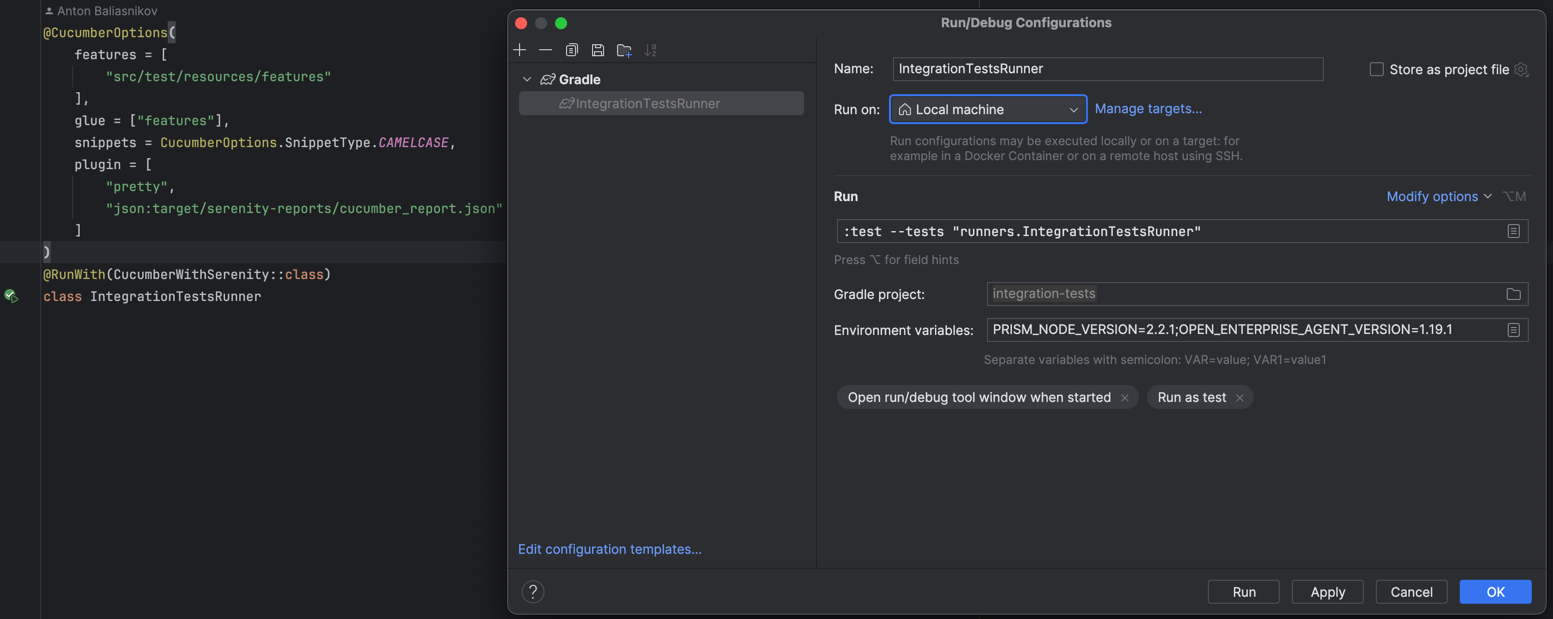 Anton Baliasnikov
@CucumberOptions(
features = [
"src/test/resources/features"
],
glue = ["features"],
snippets = CucumberOptions.SnippetType.CAMELCASE,
plugin = [
"pretty",
"json:target/serenity-reports/cucumber_report.json"
]
)
@RunWith(CucumberWithSerenity::class)
class IntegrationTestsRunner
Run/Debug Configurations
Gradle
IntegrationTestsRunner
Edit configuration templates...
Name: IntegrationTestsRunner
Store as project file
Run on: Local machine Manage targets...
Run configurations may be executed locally or on a target: for
example in a Docker Container or on a remote host using SSH.
Run
Modify options ⌥M
:test --tests "runners.IntegrationTestsRunner"
Press ⌥ for field hints
Gradle project: integration-tests
Environment variables: PRISM_NODE_VERSION=2.2.1;OPEN_ENTERPRISE_AGENT_VERSION=1.19.1
Separate variables with semicolon: VAR=value; VAR1=value1
Open run/debug tool window when started × Run as test ×
? Run Apply Cancel OK